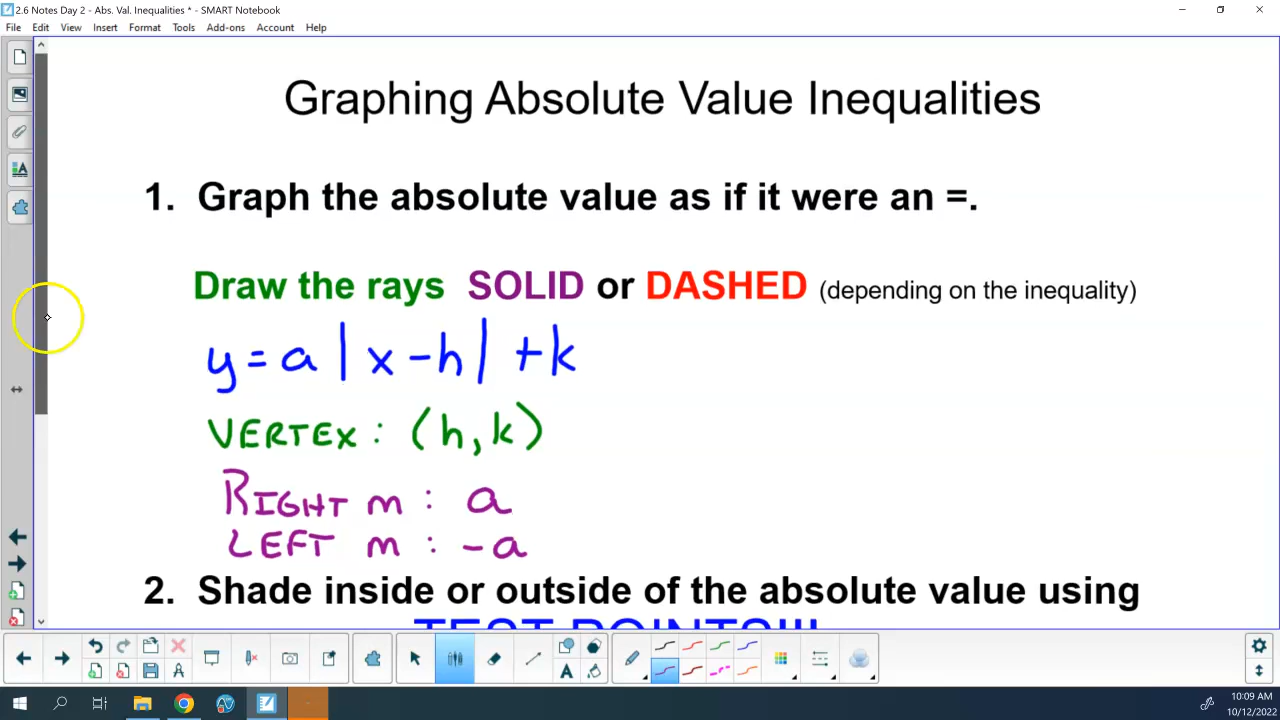 2.6 Notes Day 2 - Abs. Val. Inequalities * - SMART Notebook
File Edit View Insert Format Tools Add-ons Account Help
Graphing Absolute Value Inequalities
1. Graph the absolute value as if it were an =.
Draw the rays SOLID or DASHED (depending on the inequality)
y = a | x - h | + k
VERTEX : (h, k)
RIGHT m : a
LEFT m : -a
2. Shade inside or outside of the absolute value using
TEST POINTS!!!
10:09 AM
10/12/2022